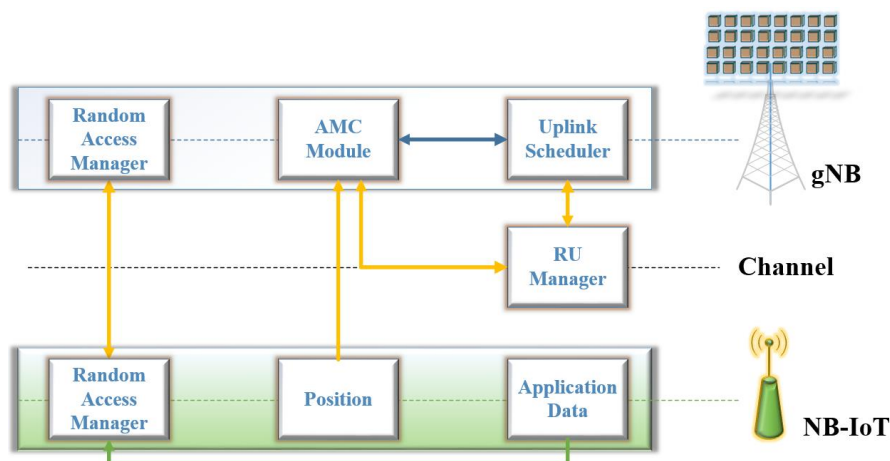 Random
Access
Manager
AMC
Module
Uplink
Scheduler
gNB
RU
Manager
Channel
Random
Access
Manager
Position
Application
Data
NB-IoT